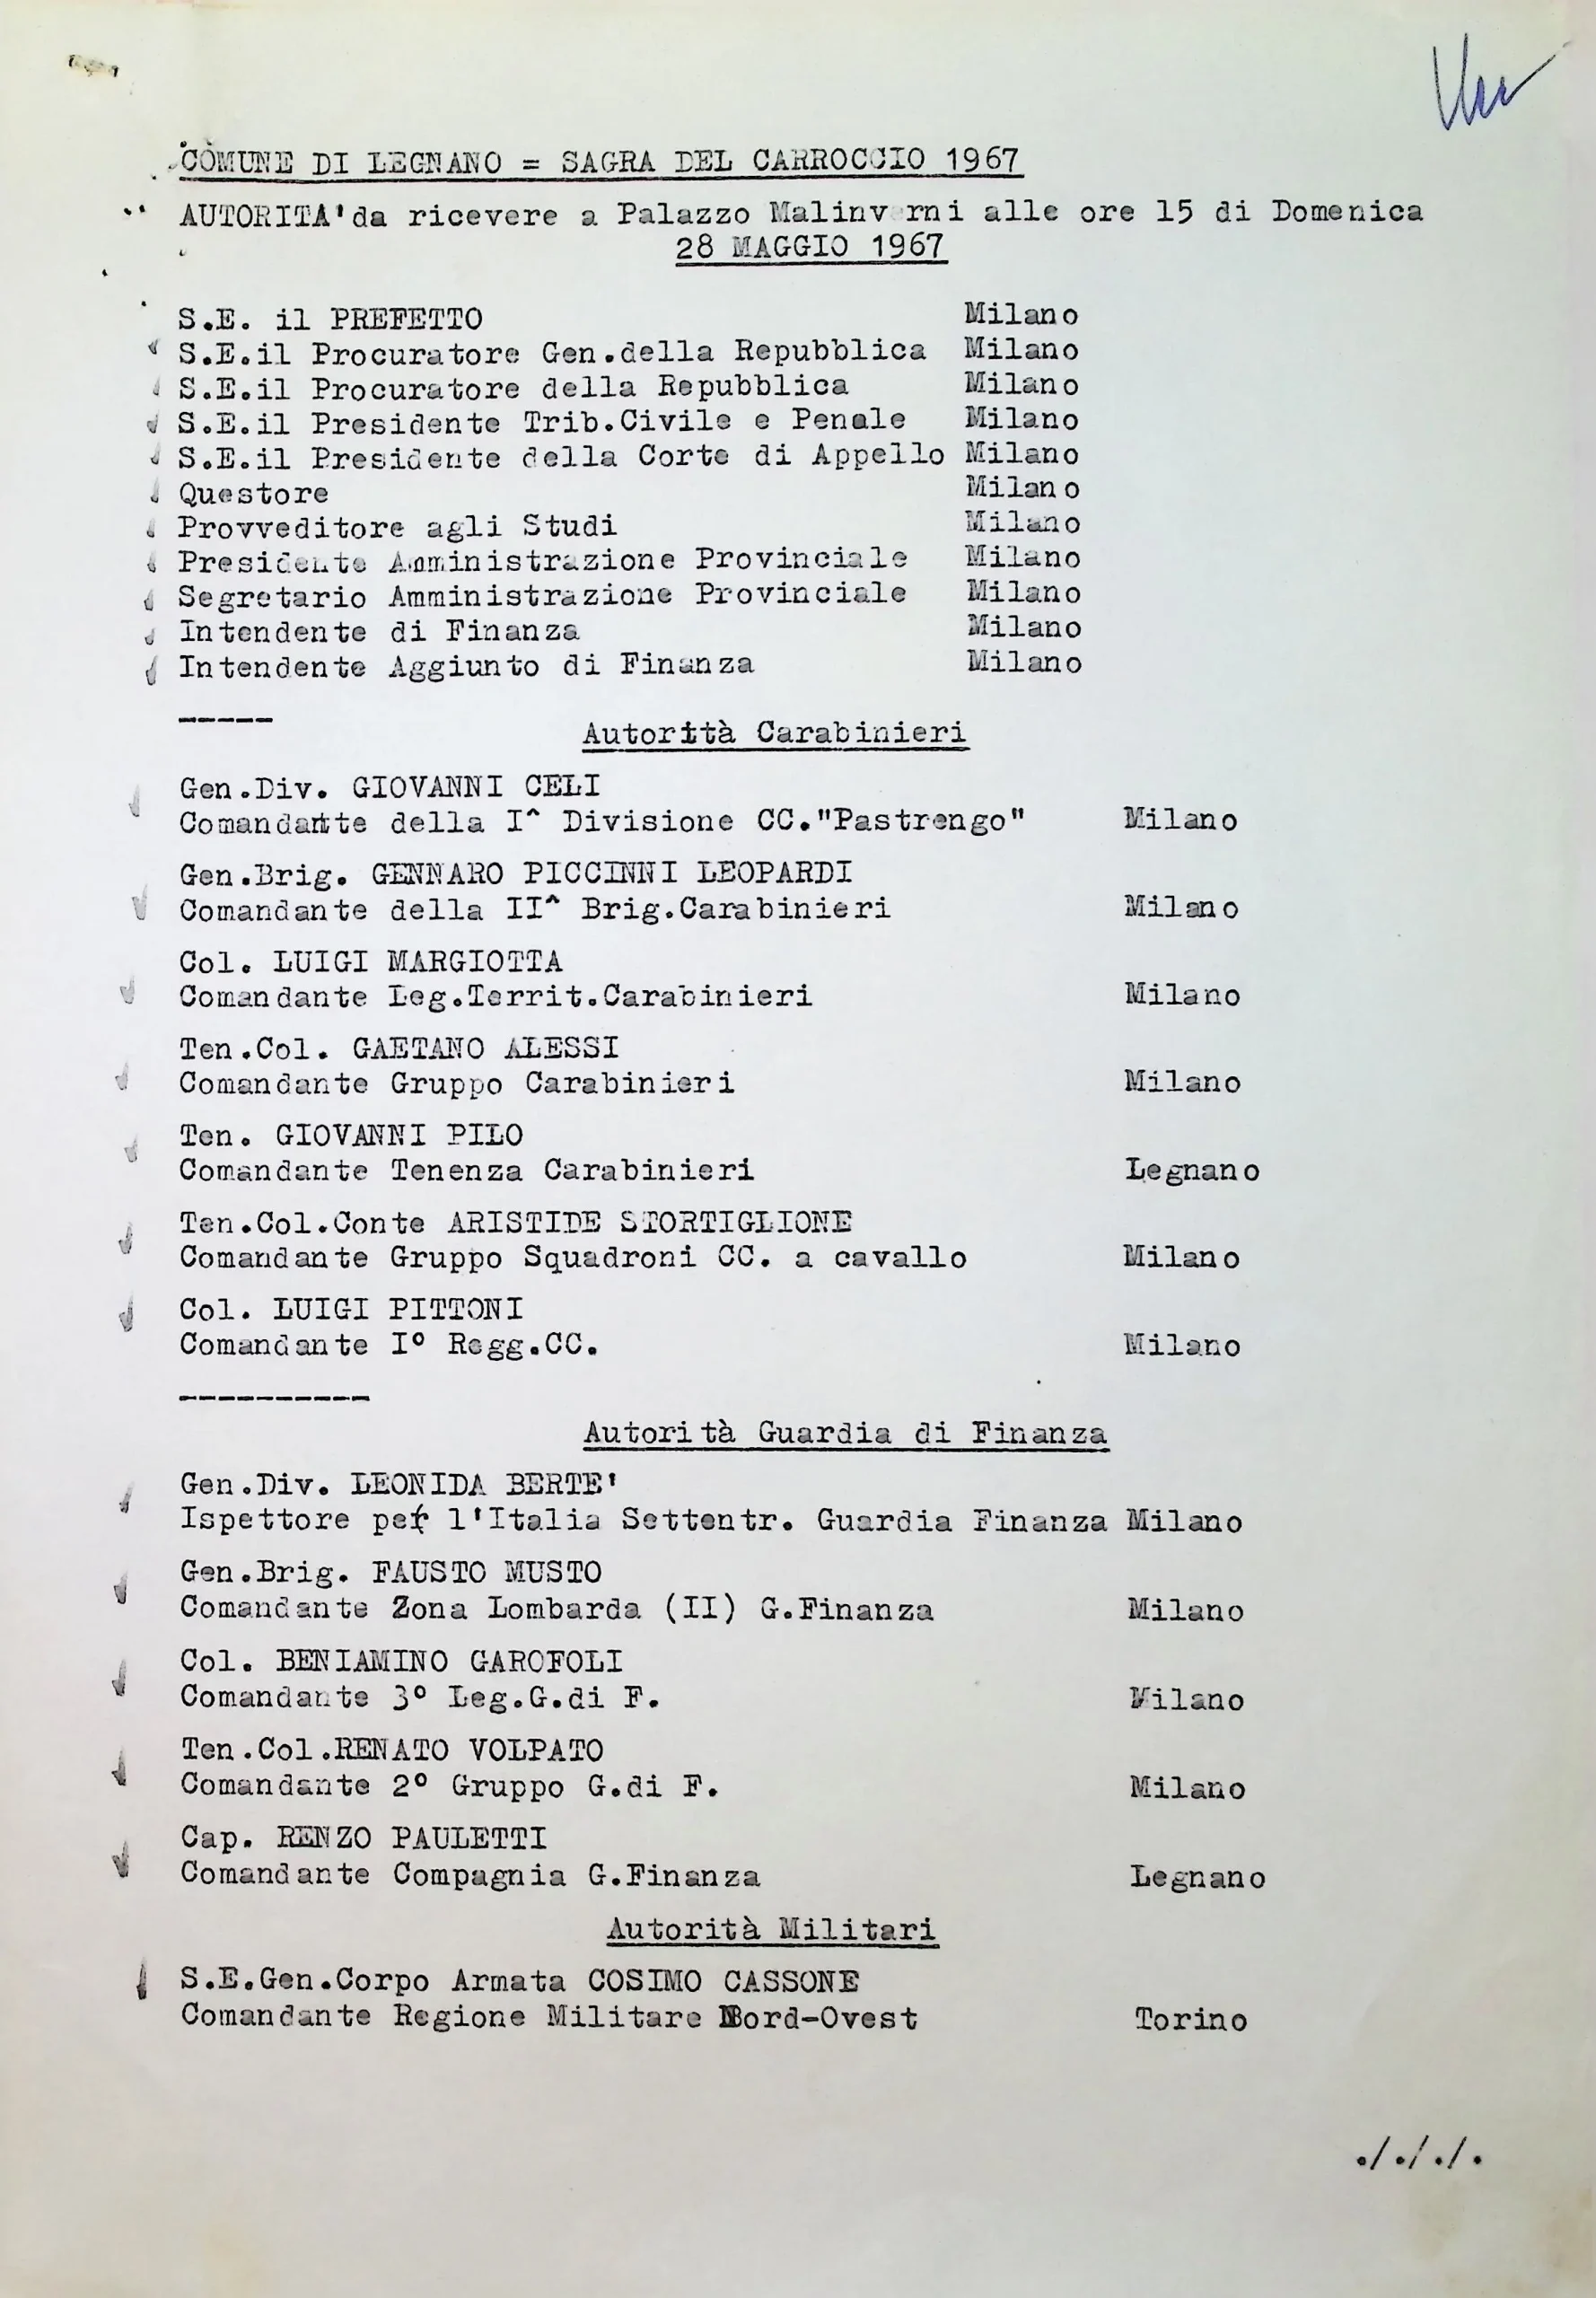 COMUNE DI LEGNANO = SAGRA DEL CARROCCIO 1967
AUTORITA'da ricevere a Palazzo Malinv rni alle ore 15 di Domenica
28 MAGGIO 1967
S.E. il PREFETTO Milano
S.E.il Procuratore Gen.della Repubblica Milano
S.E.il Procuratore della Repubblica Milano
S.E.il Presidente Trib.Civile e Penale Milano
S.E.il Presidente della Corte di Appello Milano
Questore Milano
Provveditore agli Studi Milano
Presidente Amministrazione Provinciale Milano
Segretario Amministrazione Provinciale Milano
Intendente di Finanza Milano
Intendente Aggiunto di Finanza Milano
-----
Autorità Carabinieri
Gen.Div. GIOVANNI CELI
Comandante della I^ Divisione CC."Pastrengo" Milano
Gen.Brig. GENNARO PICCINNI LEOPARDI
Comandante della II^ Brig.Carabinieri Milano
Col. LUIGI MARGIOTTA
Comandante Leg.Territ.Carabinieri Milano
Ten.Col. GAETANO ALESSI
Comandante Gruppo Carabinieri Milano
Ten. GIOVANNI PILO
Comandante Tenenza Carabinieri Legnano
Ten.Col.Conte ARISTIDE STORTIGLIONE
Comandante Gruppo Squadroni CC. a cavallo Milano
Col. LUIGI PITTONI
Comandante I° Regg.CC. Milano
----------
Autorità Guardia di Finanza
Gen.Div. LEONIDA BERTE'
Ispettore per l'Italia Settentr. Guardia Finanza Milano
Gen.Brig. FAUSTO MUSTO
Comandante Zona Lombarda (II) G.Finanza Milano
Col. BENIAMINO GAROFOLI
Comandante 3° Leg.G.di F. Milano
Ten.Col.RENATO VOLPATO
Comandante 2° Gruppo G.di F. Milano
Cap. RENZO PAULETTI
Comandante Compagnia G.Finanza Legnano
Autorità Militari
S.E.Gen.Corpo Armata COSIMO CASSONE
Comandante Regione Militare Nord-Ovest Torino
./././.